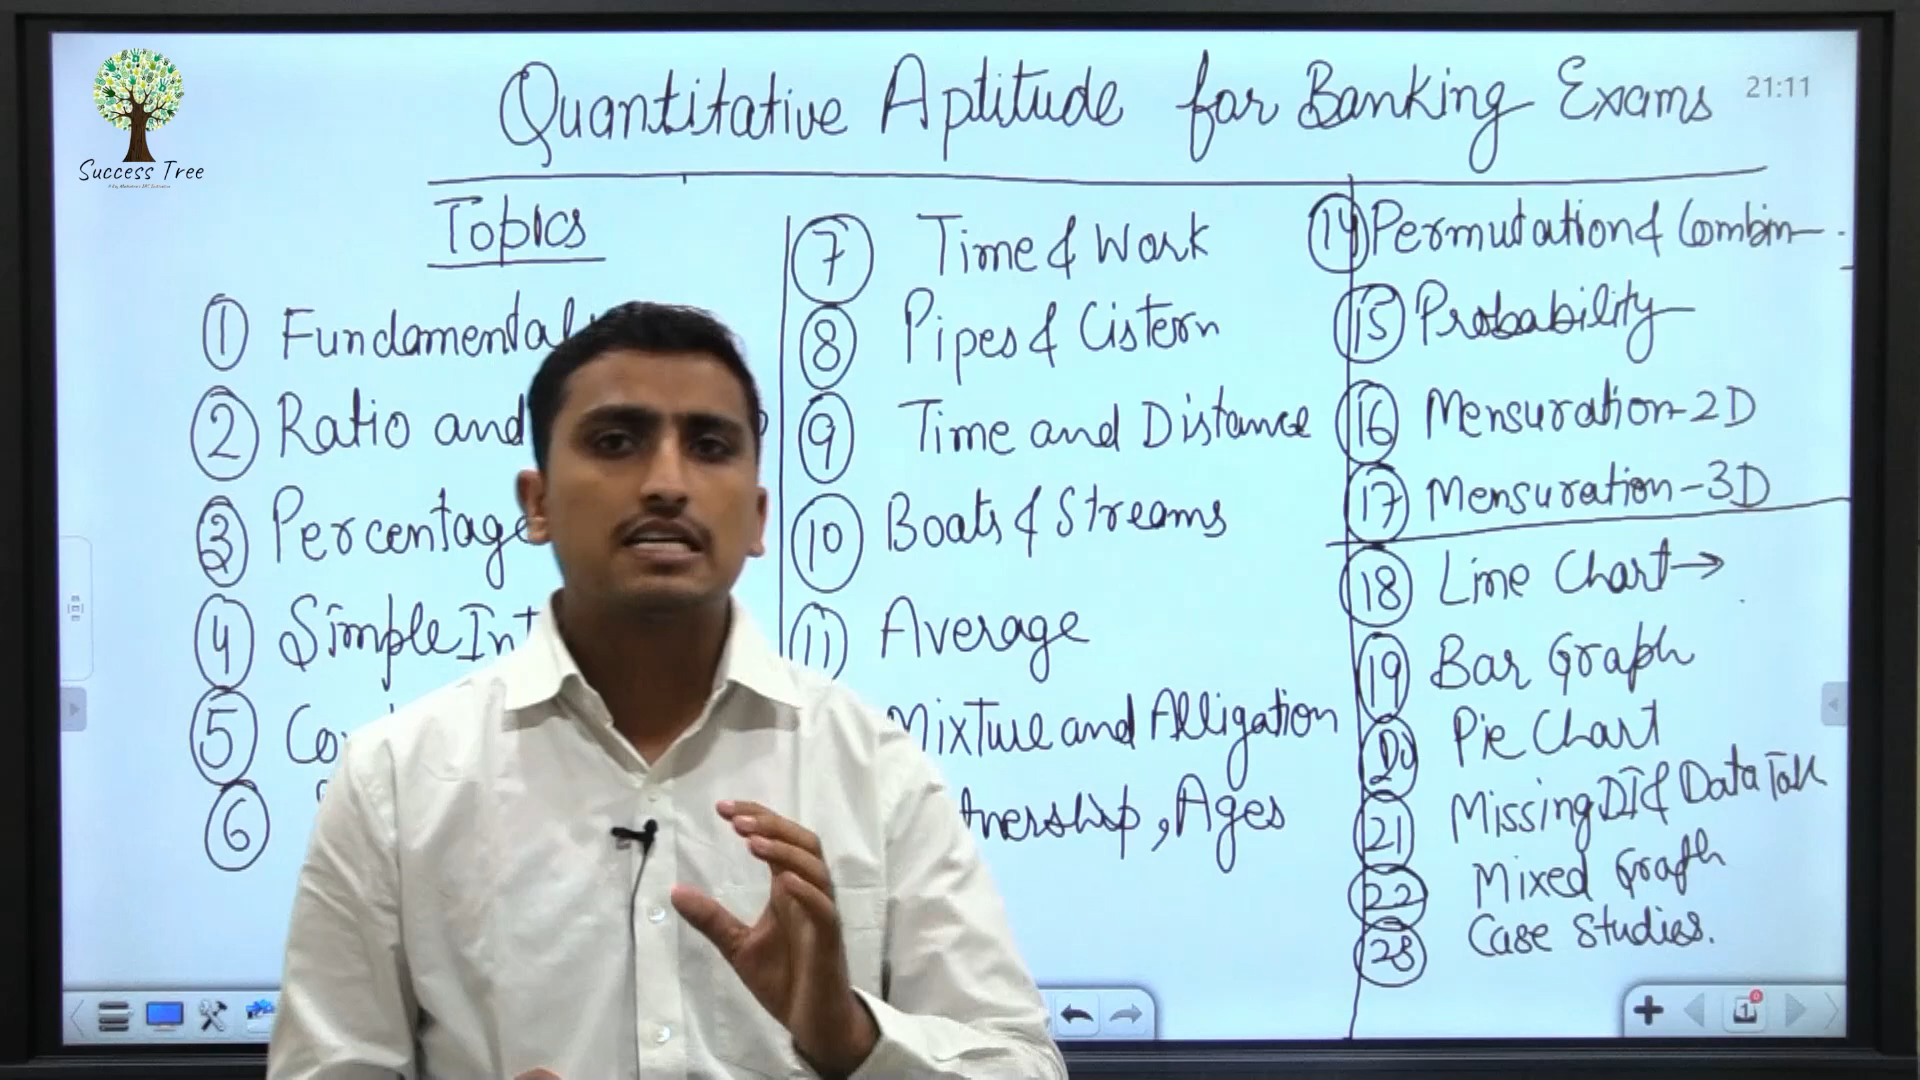 Success Tree
Quantitative Aptitude for Banking Exams
21:11
Topics
1 Fundamental
2 Ratio and
3 Percentage
4 Simple Int
5 Co
6
7 Time & Work
8 Pipes & Cistern
9 Time and Distance
10 Boats & Streams
11 Average
Mixture and Alligation
tnership, Ages
14 Permutation & Combin-
15 Probability
16 Mensuration-2D
17 Mensuration-3D
18 Line Chart→
19 Bar Graph
20 Pie Chart
21 Missing DI & Data Tab
22 Mixed Graph
23 Case Studies.
1